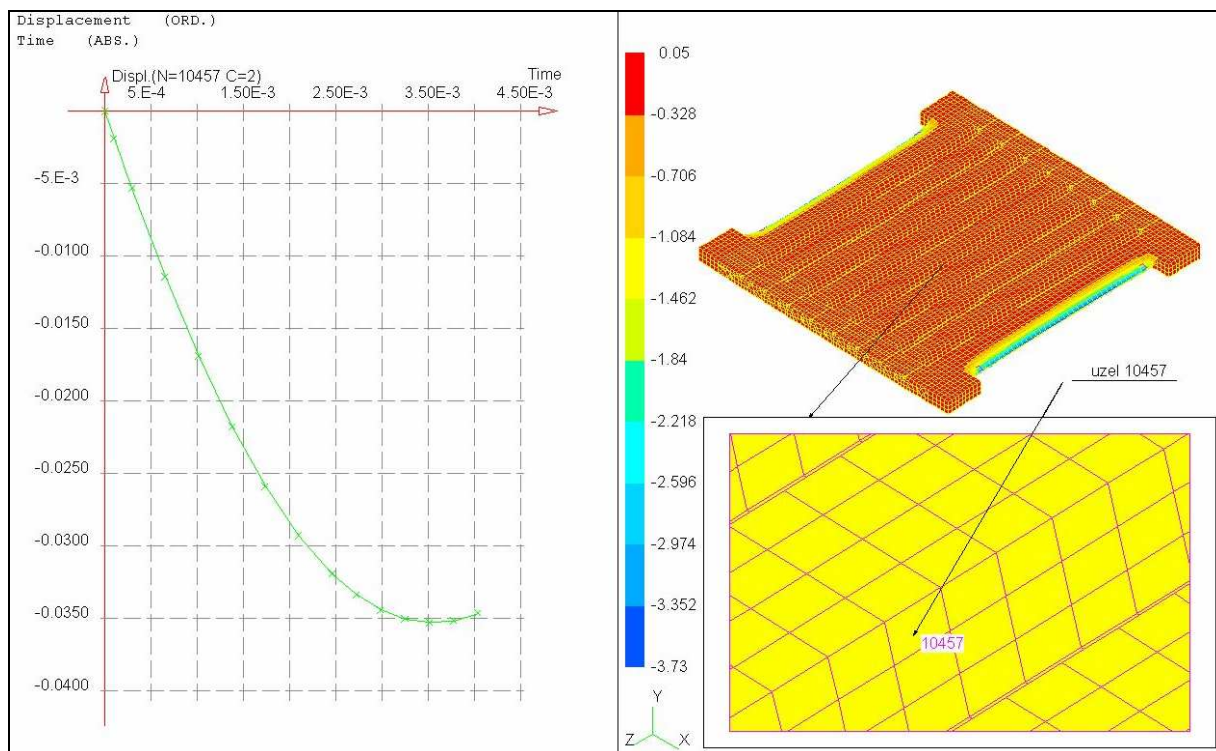 Displacement (ORD.)
Time (ABS.)
Displ.(N=10457 C=2)
Time
5.E-4 1.50E-3 2.50E-3 3.50E-3 4.50E-3
-5.E-3
-0.0100
-0.0150
-0.0200
-0.0250
-0.0300
-0.0350
-0.0400
0.05
-0.328
-0.706
-1.084
-1.462
-1.84
-2.218
-2.596
-2.974
-3.352
-3.73
uzel 10457
10457
Y
Z X